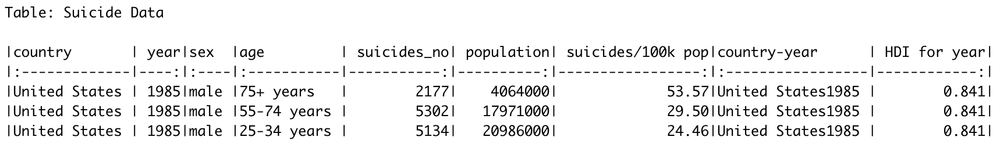 Table: Suicide Data
|country       | year|sex  |age         | suicides_no| population| suicides/100k pop|country-year      | HDI for year|
|:-------------|----:|:----|:-----------|-----------:|----------:|-----------------:|:-----------------|------------:|
|United States | 1985|male |75+ years   |        2177|    4064000|             53.57|United States1985 |        0.841|
|United States | 1985|male |55-74 years |        5302|   17971000|             29.50|United States1985 |        0.841|
|United States | 1985|male |25-34 years |        5134|   20986000|             24.46|United States1985 |        0.841|